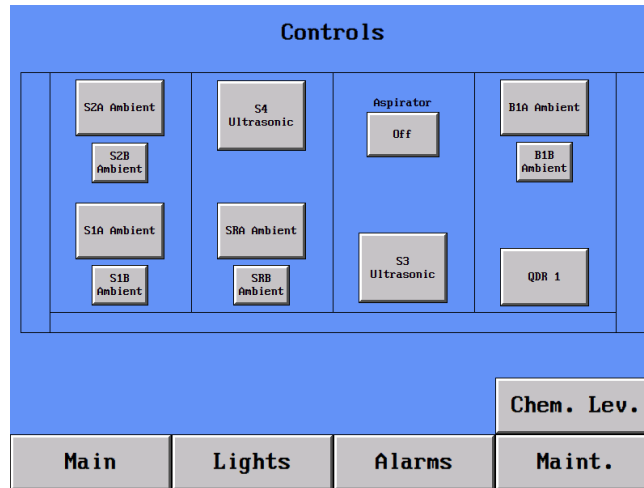 Controls
S2A Ambient
S2B
Ambient
S1A Ambient
S1B
Ambient
S4
Ultrasonic
SRA Ambient
SRB
Ambient
Aspirator
Off
S3
Ultrasonic
B1A Ambient
B1B
Ambient
QDR 1
Chem. Lev.
Main
Lights
Alarms
Maint.